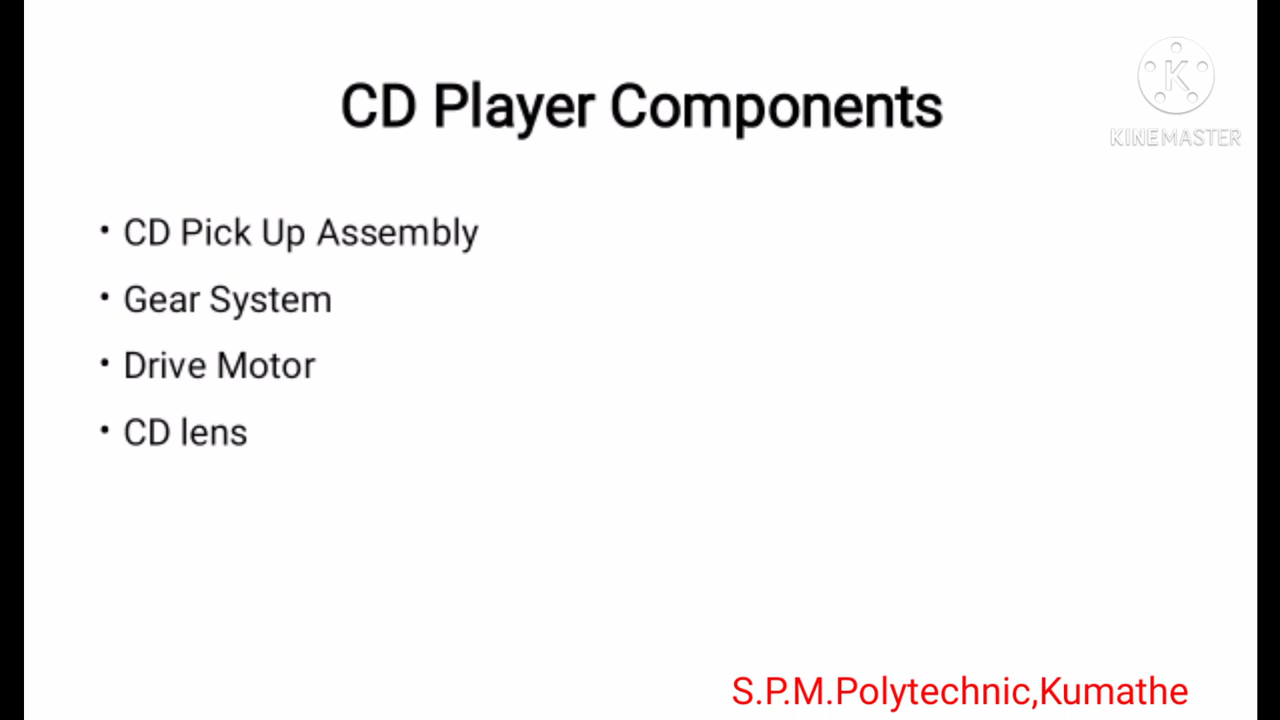 CD Player Components
K
KINEMASTER
• CD Pick Up Assembly
• Gear System
• Drive Motor
• CD lens
S.P.M.Polytechnic,Kumathe